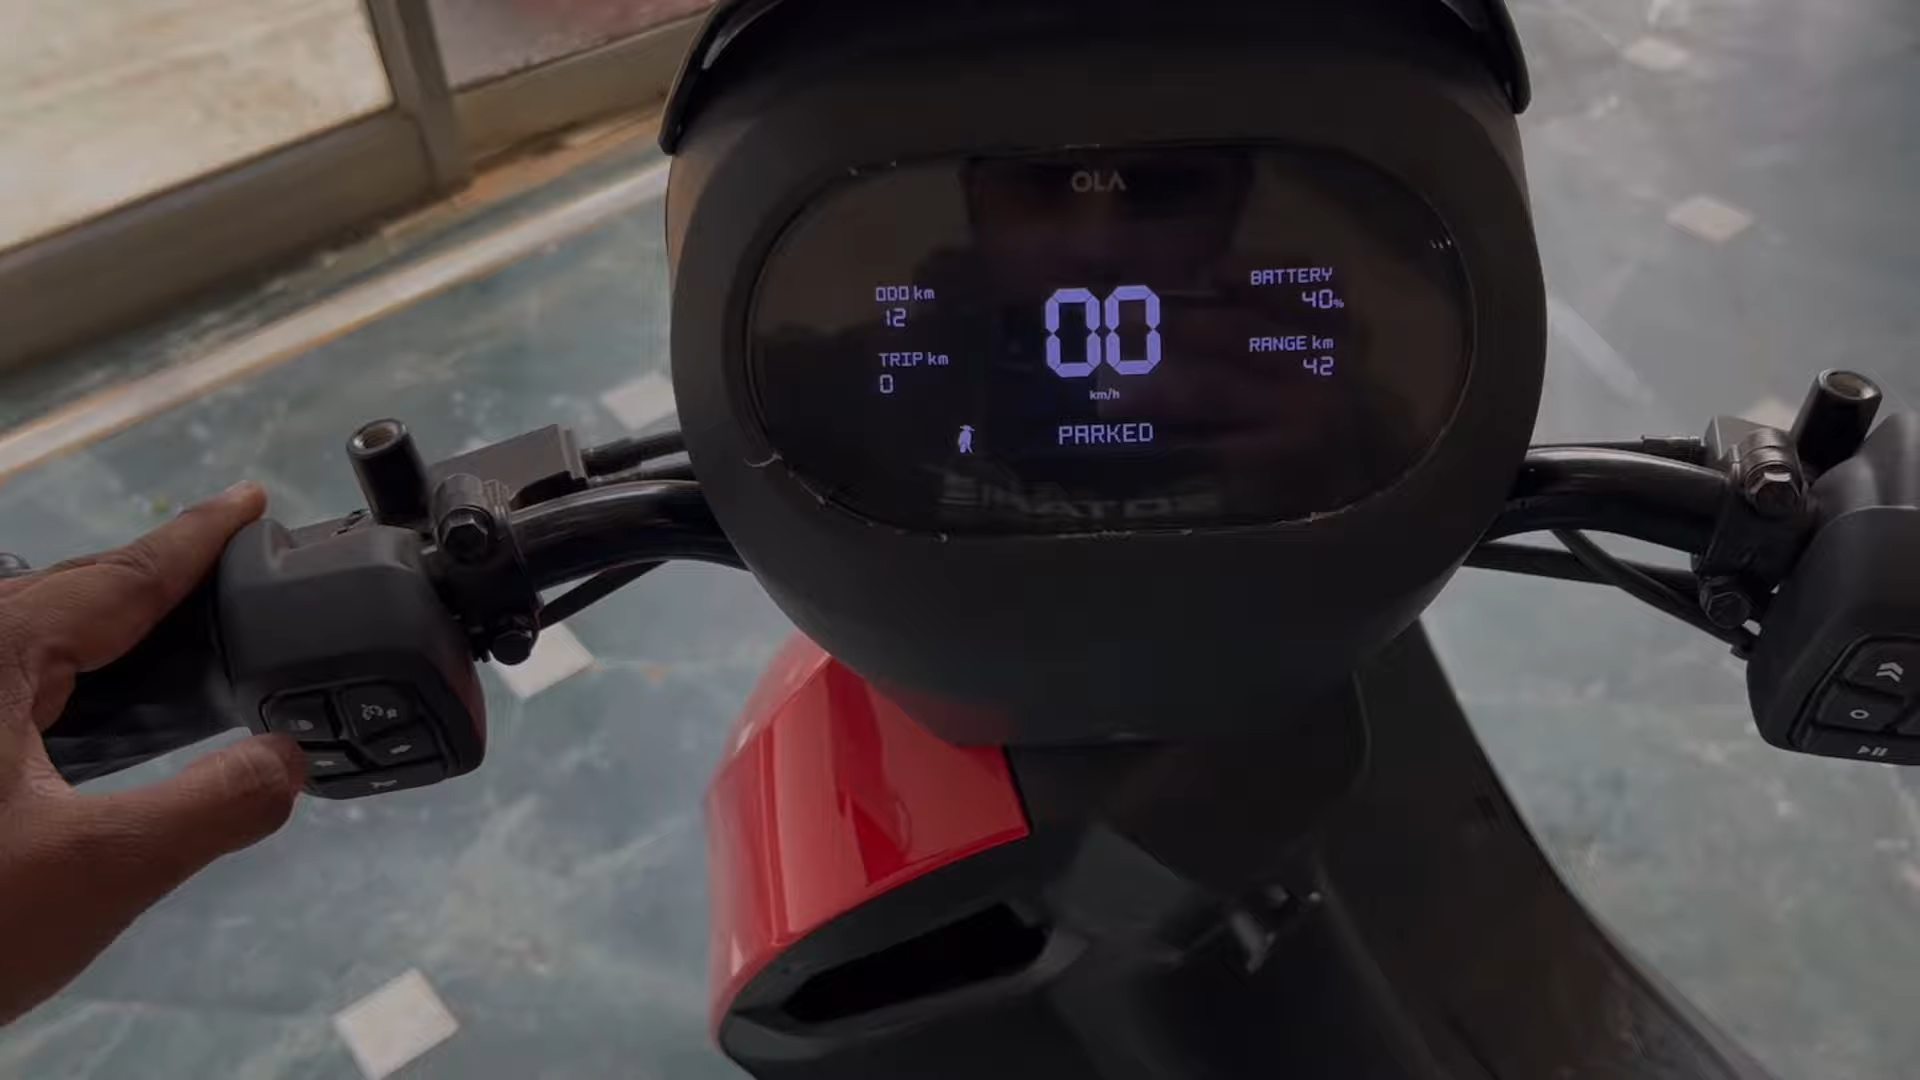 OLA
ODO km
12
TRIP km
0
00
km/h
PARKED
BATTERY
40%
RANGE km
42